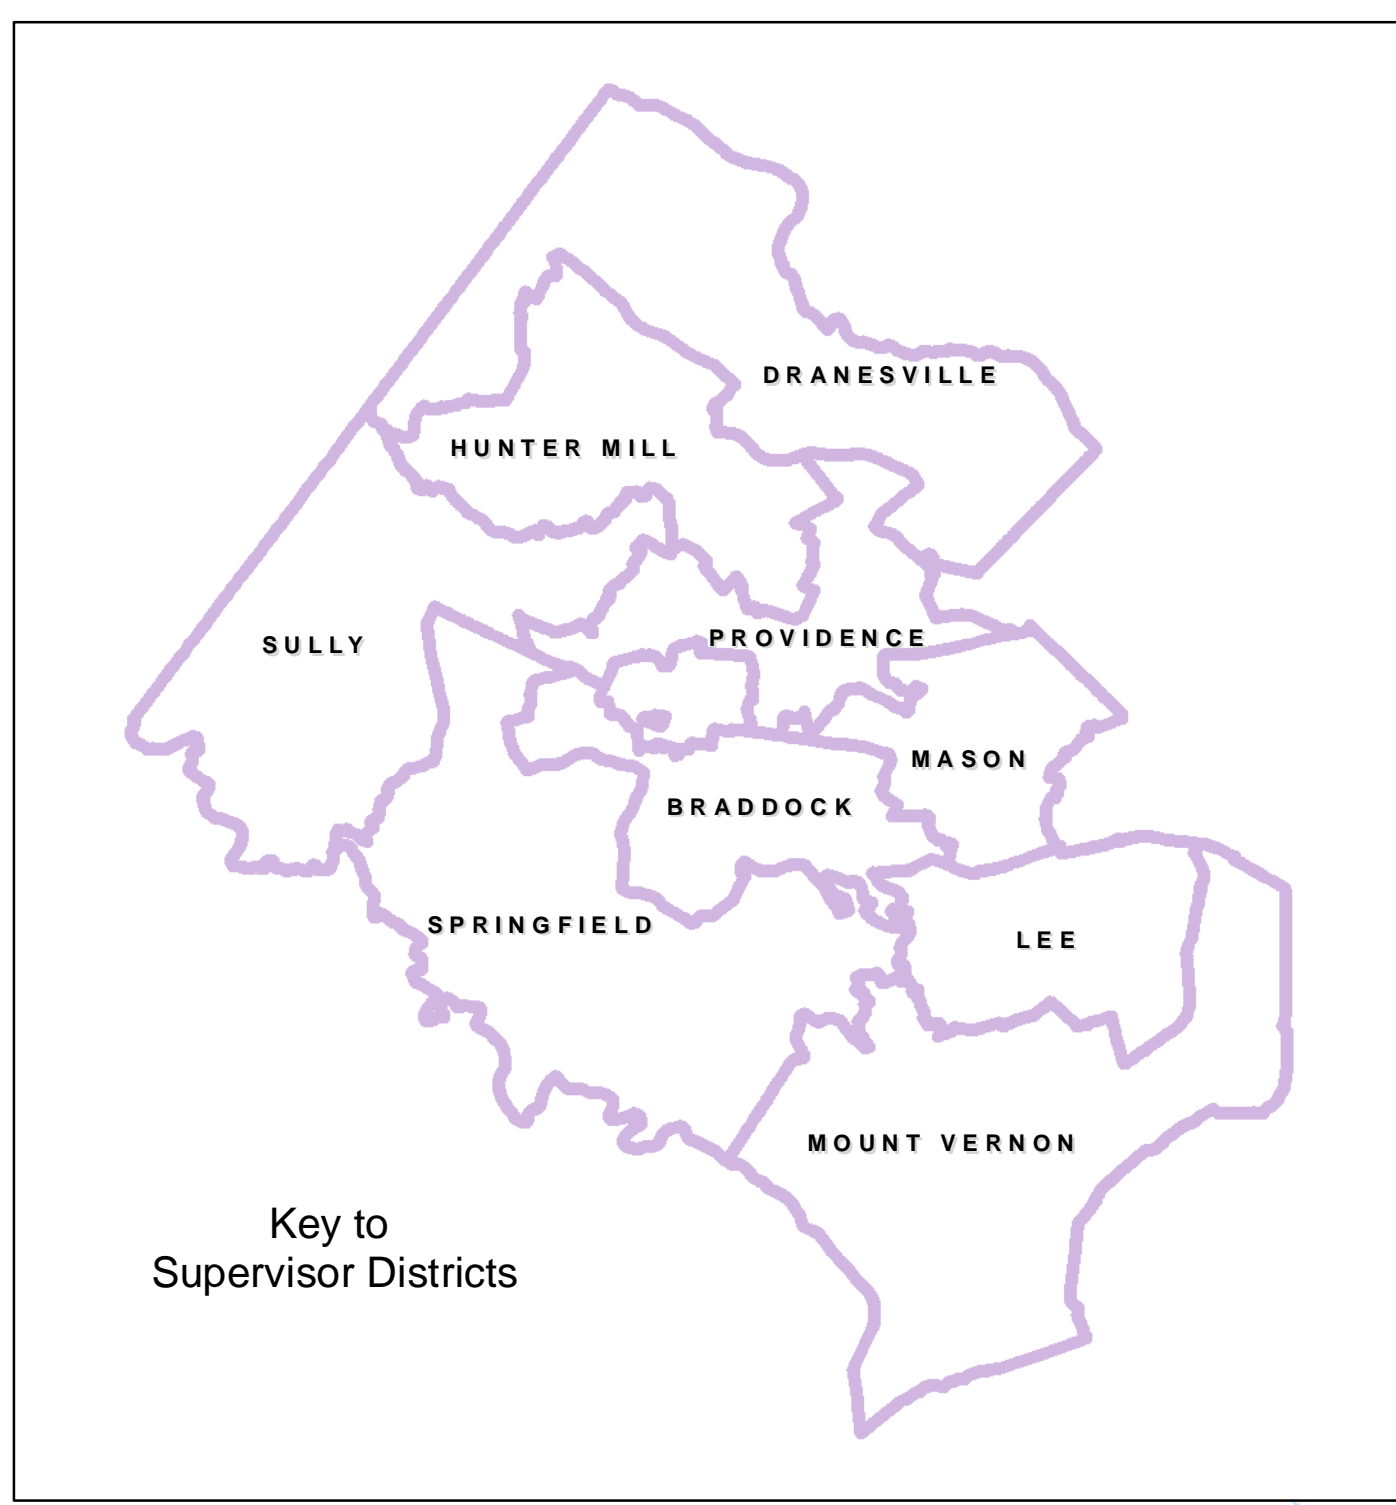 DRANESVILLE
HUNTER MILL
PROVIDENCE
SULLY
MASON
BRADDOCK
SPRINGFIELD
LEE
MOUNT VERNON
Key to
Supervisor Districts